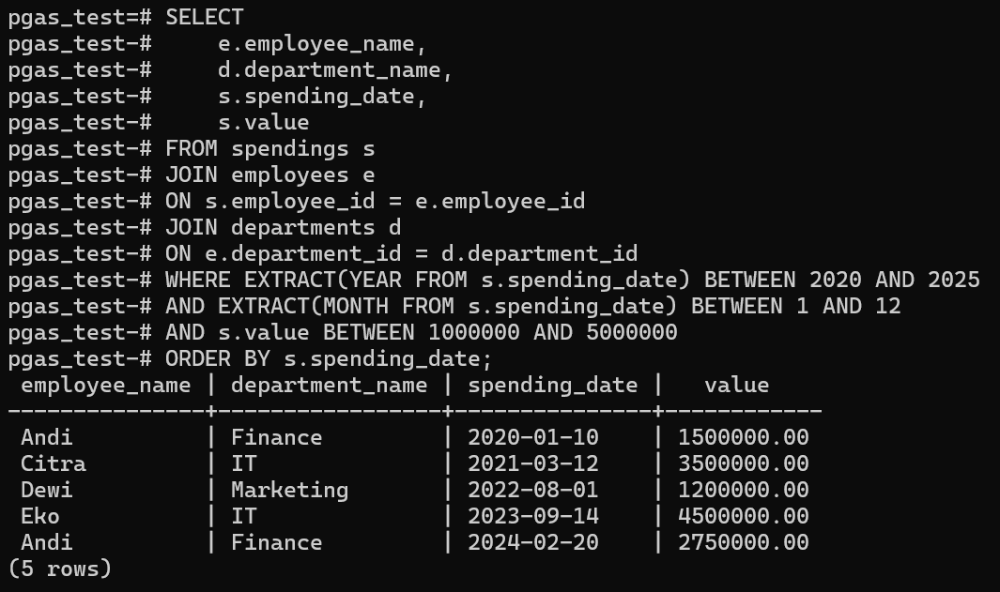 pgas_test=# SELECT
pgas_test-#     e.employee_name,
pgas_test-#     d.department_name,
pgas_test-#     s.spending_date,
pgas_test-#     s.value
pgas_test-# FROM spendings s
pgas_test-# JOIN employees e
pgas_test-# ON s.employee_id = e.employee_id
pgas_test-# JOIN departments d
pgas_test-# ON e.department_id = d.department_id
pgas_test-# WHERE EXTRACT(YEAR FROM s.spending_date) BETWEEN 2020 AND 2025
pgas_test-# AND EXTRACT(MONTH FROM s.spending_date) BETWEEN 1 AND 12
pgas_test-# AND s.value BETWEEN 1000000 AND 5000000
pgas_test-# ORDER BY s.spending_date;
 employee_name | department_name | spending_date |   value
---------------+-----------------+---------------+------------
 Andi          | Finance         | 2020-01-10    | 1500000.00
 Citra         | IT              | 2021-03-12    | 3500000.00
 Dewi          | Marketing       | 2022-08-01    | 1200000.00
 Eko           | IT              | 2023-09-14    | 4500000.00
 Andi          | Finance         | 2024-02-20    | 2750000.00
(5 rows)